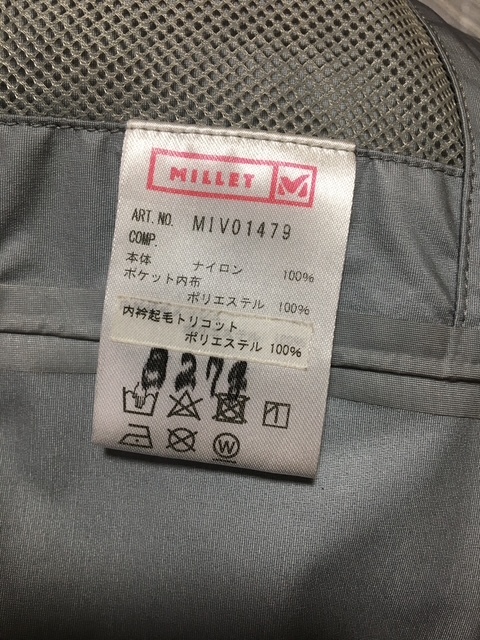 MILLET
ART.NO. MIV01479
COMP.
本体 ナイロン 100%
ポケット内布
ポリエステル 100%
内衿起毛トリコット
ポリエステル 100%
W